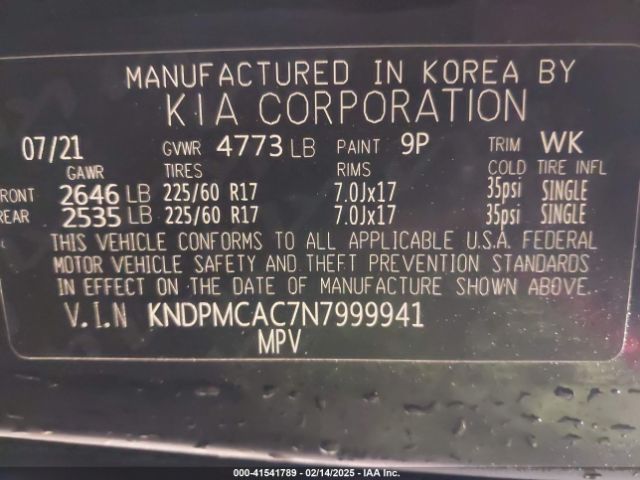 MANUFACTURED IN KOREA BY
KIA CORPORATION
07/21 GVWR 4773 LB PAINT 9P TRIM WK
GAWR TIRES RIMS COLD TIRE INFL
FRONT 2646 LB 225/60 R17 7.0Jx17 35psi SINGLE
REAR 2535 LB 225/60 R17 7.0Jx17 35psi SINGLE
THIS VEHICLE CONFORMS TO ALL APPLICABLE U.S.A. FEDERAL
MOTOR VEHICLE SAFETY AND THEFT PREVENTION STANDARDS
IN EFFECT ON THE DATE OF MANUFACTURE SHOWN ABOVE
V.I.N KNDPMCAC7N7999941
MPV
000-41541789 - 02/14/2025 - IAA Inc.